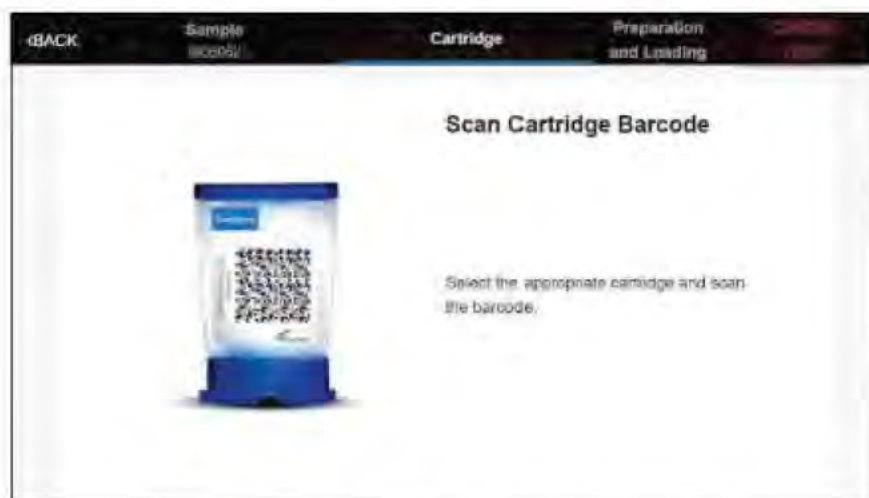 ‹BACK
Sample
Cartridge
Preparation
and Loading
Scan Cartridge Barcode
Select the appropriate cartridge and scan
the barcode.